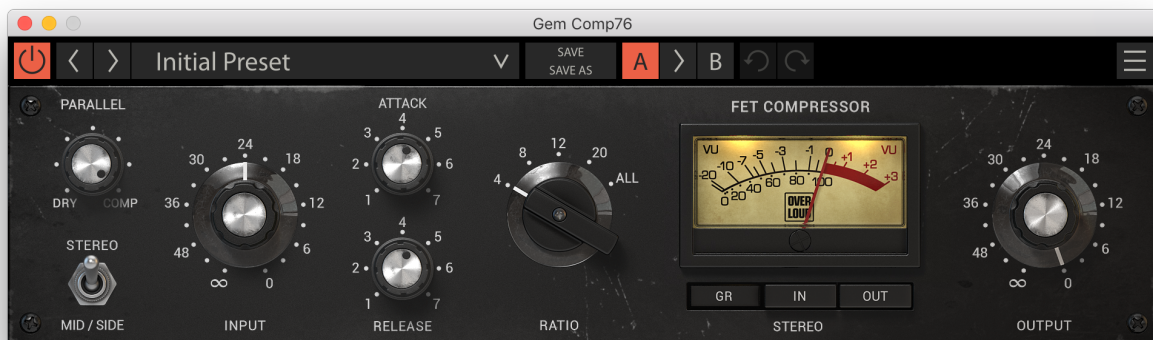 Gem Comp76
Initial Preset
SAVE
SAVE AS
A
B
PARALLEL
DRY COMP
STEREO
MID / SIDE
24
30 18
36 12
48 6
∞ 0
INPUT
ATTACK
4
3 5
2 6
1 7
4
3 5
2 6
1 7
RELEASE
12
8 20
4 ALL
RATIO
FET COMPRESSOR
VU VU
-20 -10 -7 -5 -3 -1 0 +1 +2 +3
0 20 40 60 80 100
OVER
LOUD
GR IN OUT
STEREO
24
30 18
36 12
48 6
∞ 0
OUTPUT